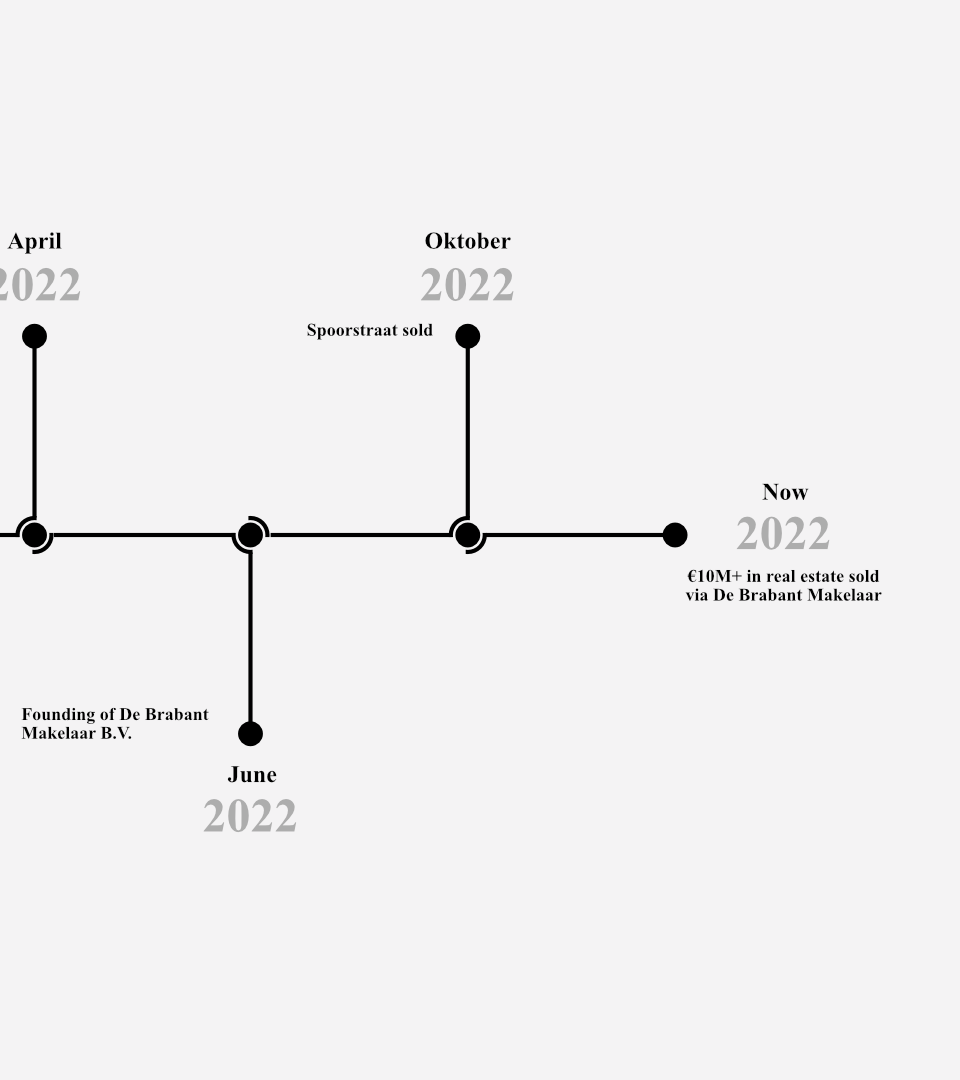 April
2022
Oktober
2022
Spoorstraat sold
Now
2022
€10M+ in real estate sold
via De Brabant Makelaar
Founding of De Brabant
Makelaar B.V.
June
2022